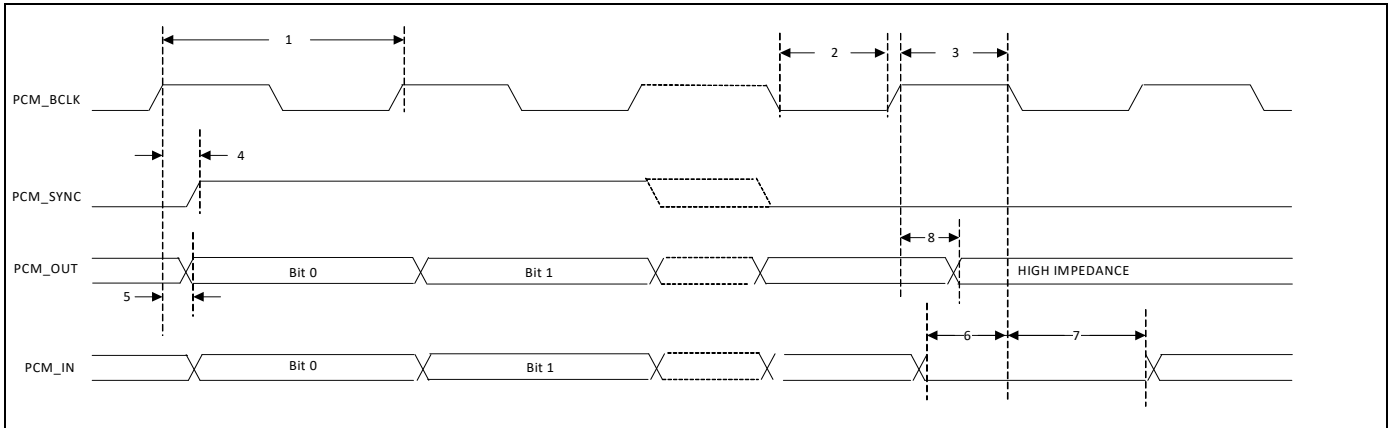 1
2
3
PCM_BCLK
4
PCM_SYNC
8
PCM_OUT
Bit 0
Bit 1
HIGH IMPEDANCE
5
6
7
PCM_IN
Bit 0
Bit 1